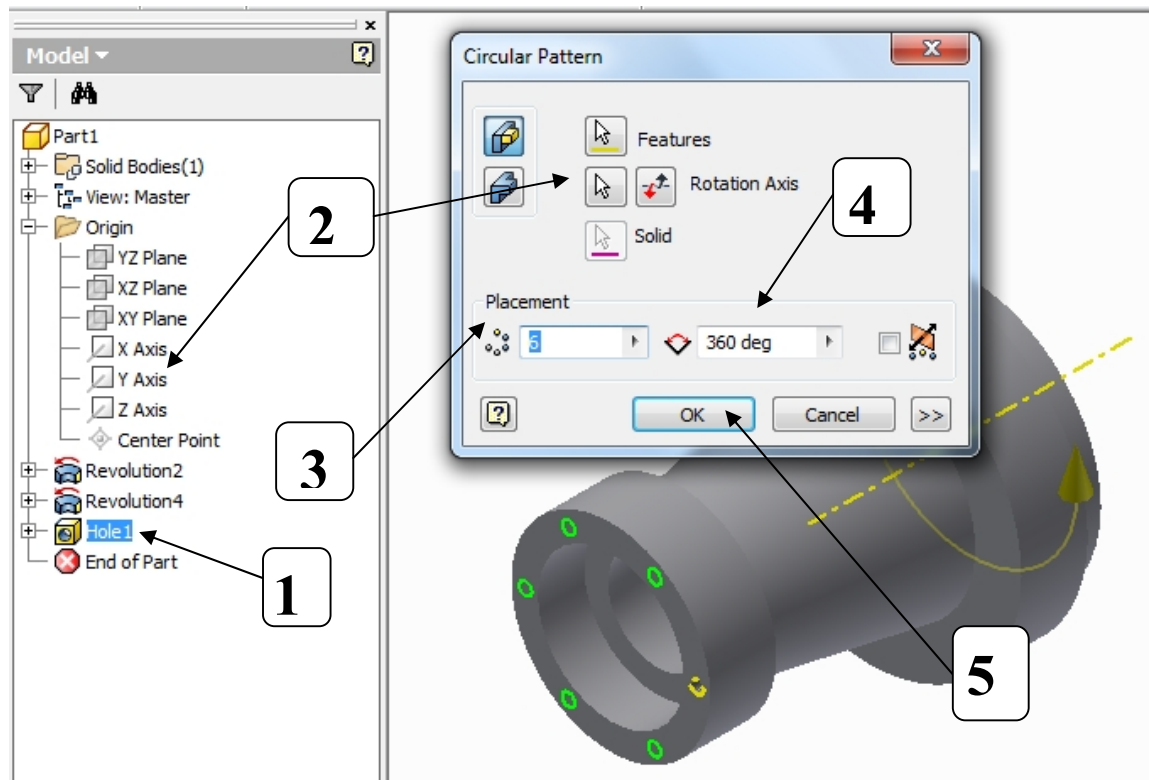 Model
Part1
Solid Bodies(1)
View: Master
Origin
YZ Plane
XZ Plane
XY Plane
X Axis
Y Axis
Z Axis
Center Point
Revolution2
Revolution4
Hole1
End of Part
2
3
1
Circular Pattern
Features
Rotation Axis
Solid
4
Placement
6
360 deg
OK
Cancel
>>
5